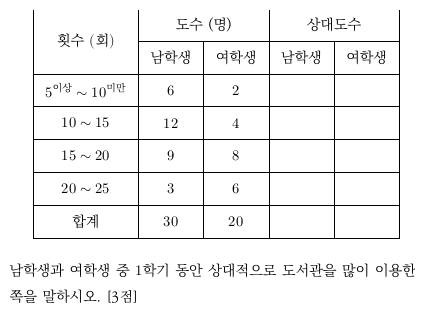 횟수 (회) 도수 (명) 상대도수
남학생 여학생 남학생 여학생
5이상 ~ 10미만 6 2
10 ~ 15 12 4
15 ~ 20 9 8
20 ~ 25 3 6
합계 30 20
남학생과 여학생 중 1학기 동안 상대적으로 도서관을 많이 이용한
쪽을 말하시오. [3점]